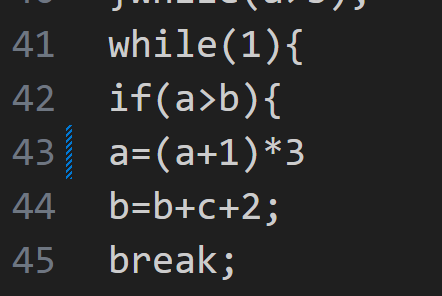 41 while(1){
42 if(a>b){
43 a=(a+1)*3
44 b=b+c+2;
45 break;